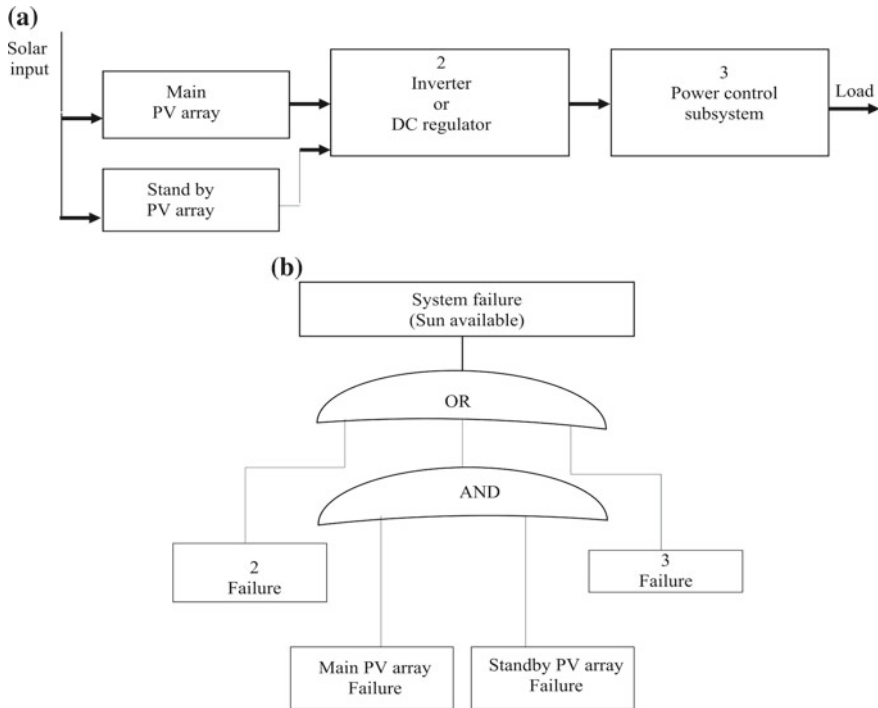 (a)
Solar
input
Main
PV array
2
Inverter
or
DC regulator
3
Power control
subsystem
Load
Stand by
PV array
(b)
System failure
(Sun available)
OR
AND
2
Failure
3
Failure
Main PV array
Failure
Standby PV array
Failure